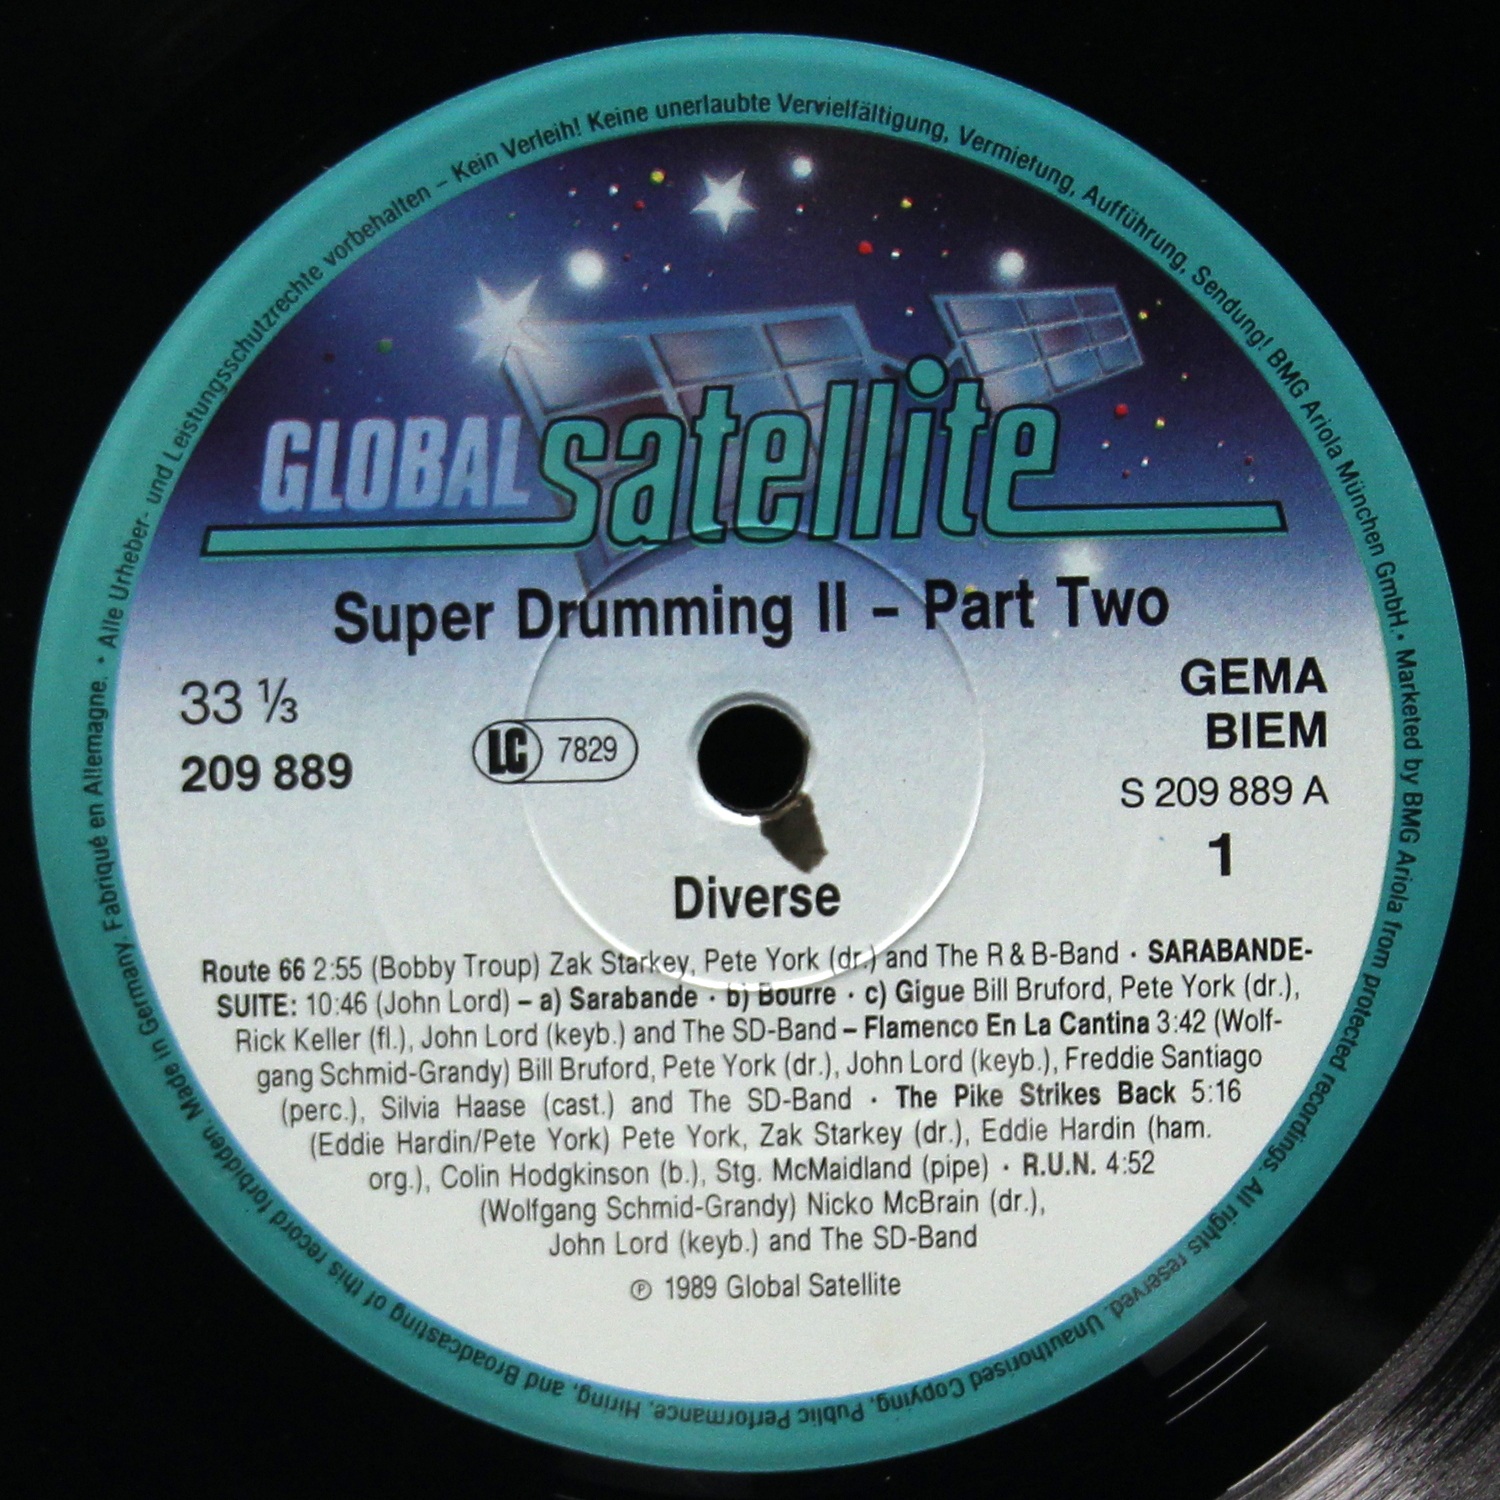 • Alle Urheber- und Leistungsschutzrechte vorbehalten – Kein Verleih! Keine unerlaubte Vervielfältigung, Vermietung, Aufführung, Sendung! BMG Ariola München GmbH. • Marketed by BMG Ariola from protected recordings. All rights reserved. Unauthorised Copying, Public Performance, Hiring, and Broadcasting of this record forbidden. Made in Germany. Fabriqué en Allemagne.
GLOBAL satellite
Super Drumming II – Part Two
33 ⅓
209 889
LC 7829
GEMA
BIEM
S 209 889 A
1
Diverse
Route 66 2:55 (Bobby Troup) Zak Starkey, Pete York (dr.) and The R & B-Band · SARABANDE-
SUITE: 10:46 (John Lord) – a) Sarabande · b) Bourre · c) Gigue Bill Bruford, Pete York (dr.),
Rick Keller (fl.), John Lord (keyb.) and The SD-Band – Flamenco En La Cantina 3:42 (Wolf-
gang Schmid-Grandy) Bill Bruford, Pete York (dr.), John Lord (keyb.), Freddie Santiago
(perc.), Silvia Haase (cast.) and The SD-Band · The Pike Strikes Back 5:16
(Eddie Hardin/Pete York) Pete York, Zak Starkey (dr.), Eddie Hardin (ham.
org.), Colin Hodgkinson (b.), Stg. McMaidland (pipe) · R.U.N. 4:52
(Wolfgang Schmid-Grandy) Nicko McBrain (dr.),
John Lord (keyb.) and The SD-Band
℗ 1989 Global Satellite